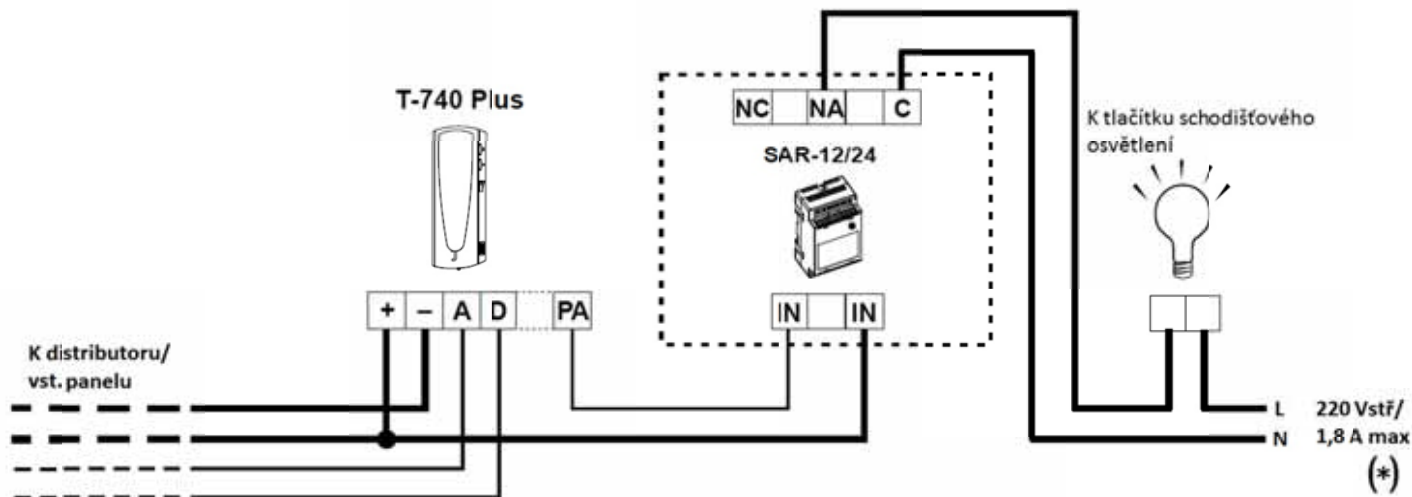 T-740 Plus
NC NA C
SAR-12/24
K tlačítku schodišťového
osvětlení
+ – A D PA
IN IN
K distributoru/
vst. panelu
L 220 Vstř/
N 1,8 A max
(*)